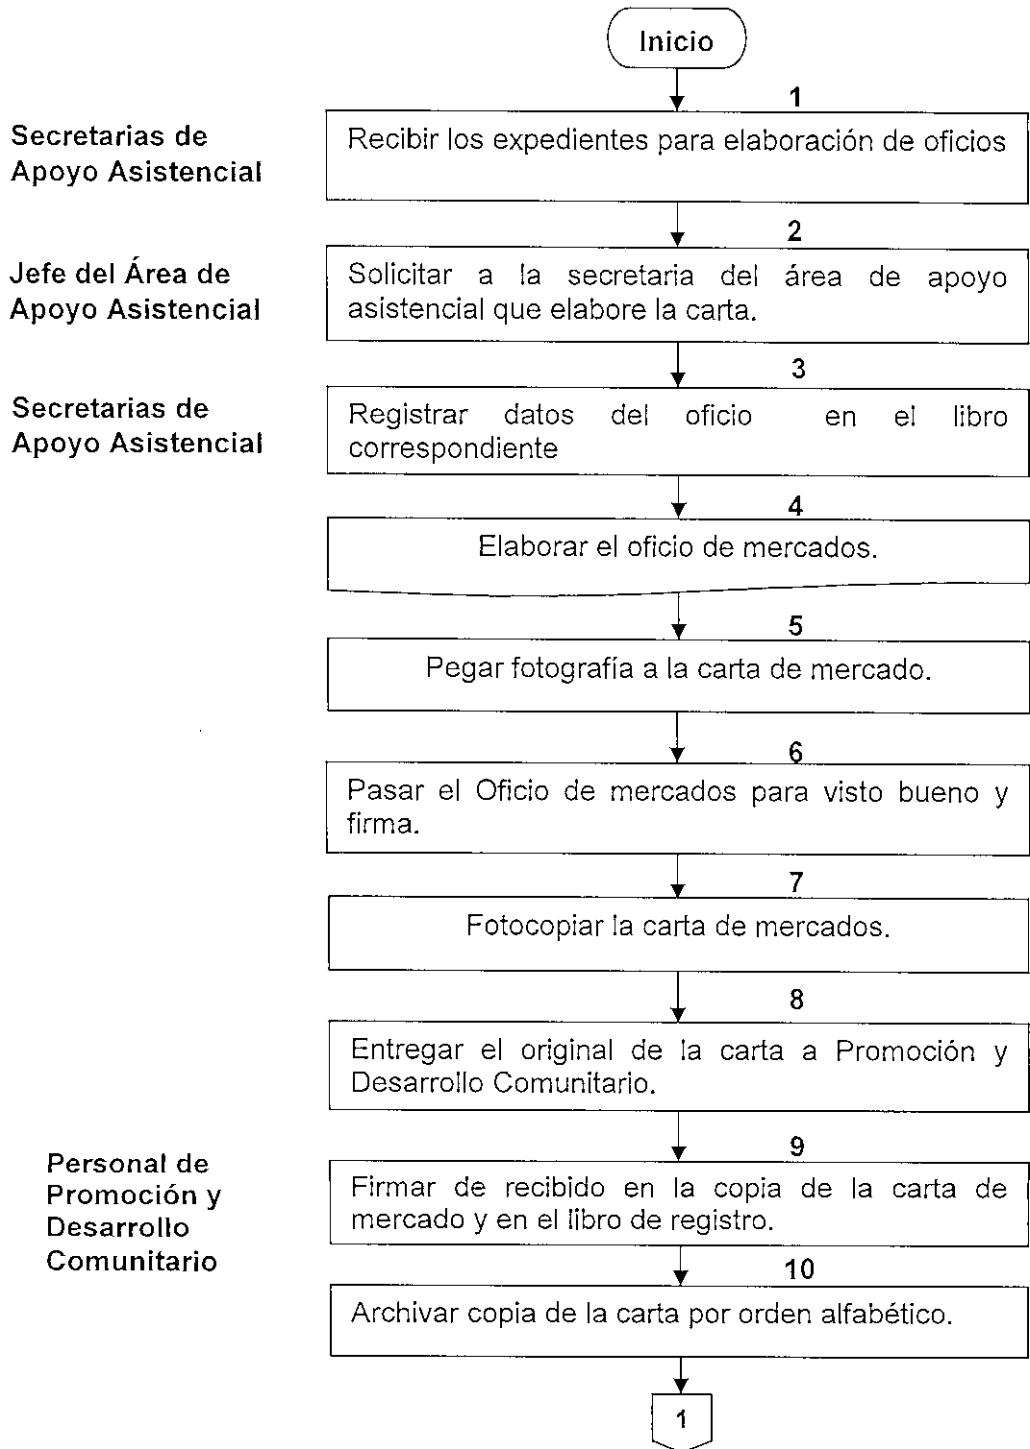 Inicio
1
Secretarias de
Apoyo Asistencial
Recibir los expedientes para elaboración de oficios
2
Jefe del Área de
Apoyo Asistencial
Solicitar a la secretaria del área de apoyo
asistencial que elabore la carta.
3
Secretarias de
Apoyo Asistencial
Registrar datos del oficio en el libro
correspondiente
4
Elaborar el oficio de mercados.
5
Pegar fotografía a la carta de mercado.
6
Pasar el Oficio de mercados para visto bueno y
firma.
7
Fotocopiar la carta de mercados.
8
Entregar el original de la carta a Promoción y
Desarrollo Comunitario.
9
Personal de
Promoción y
Desarrollo
Comunitario
Firmar de recibido en la copia de la carta de
mercado y en el libro de registro.
10
Archivar copia de la carta por orden alfabético.
1